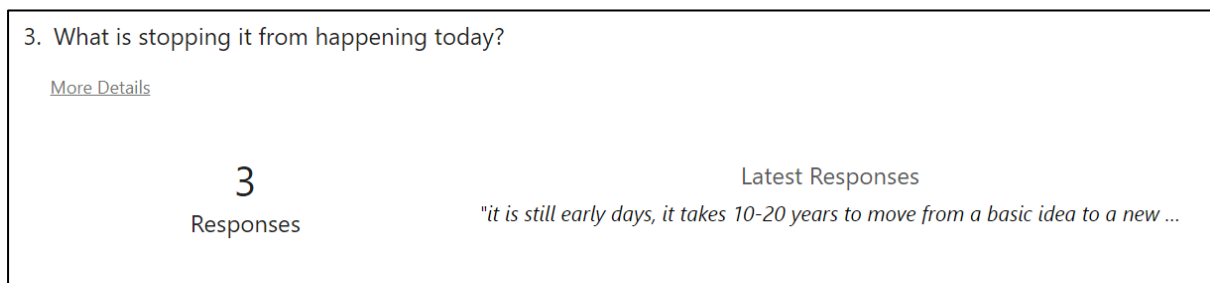 3. What is stopping it from happening today?
More Details
3
Responses
Latest Responses
"it is still early days, it takes 10-20 years to move from a basic idea to a new ...